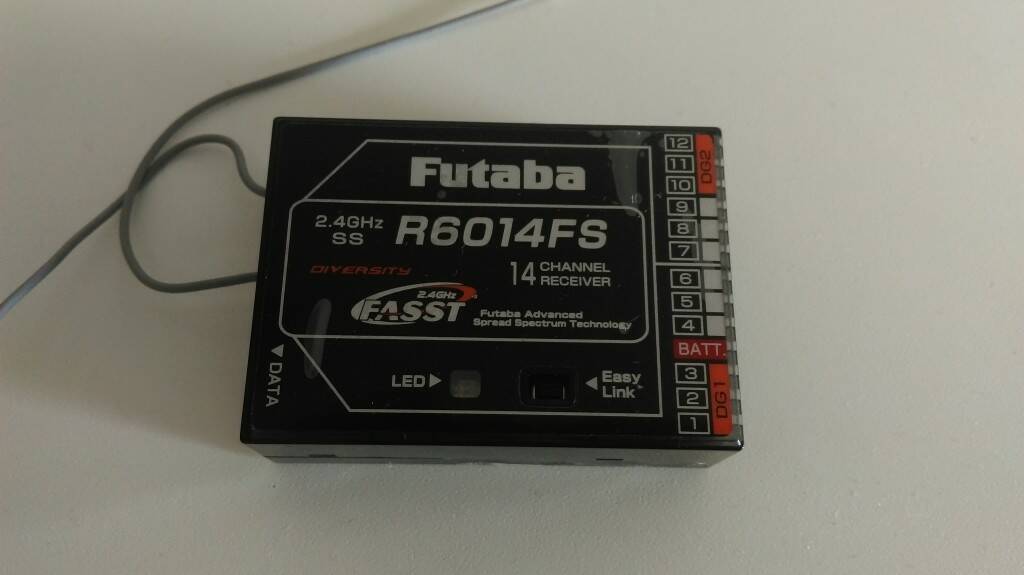 Futaba
2.4GHz
SS
R6014FS
DIVERSITY
14 CHANNEL
RECEIVER
2.4GHz
FASST
Futaba Advanced
Spread Spectrum Technology
LED▶
◀Easy
Link™
▼DATA
12
11
10
DG2
9
8
7
6
5
4
BATT.
3
2
1
DG1